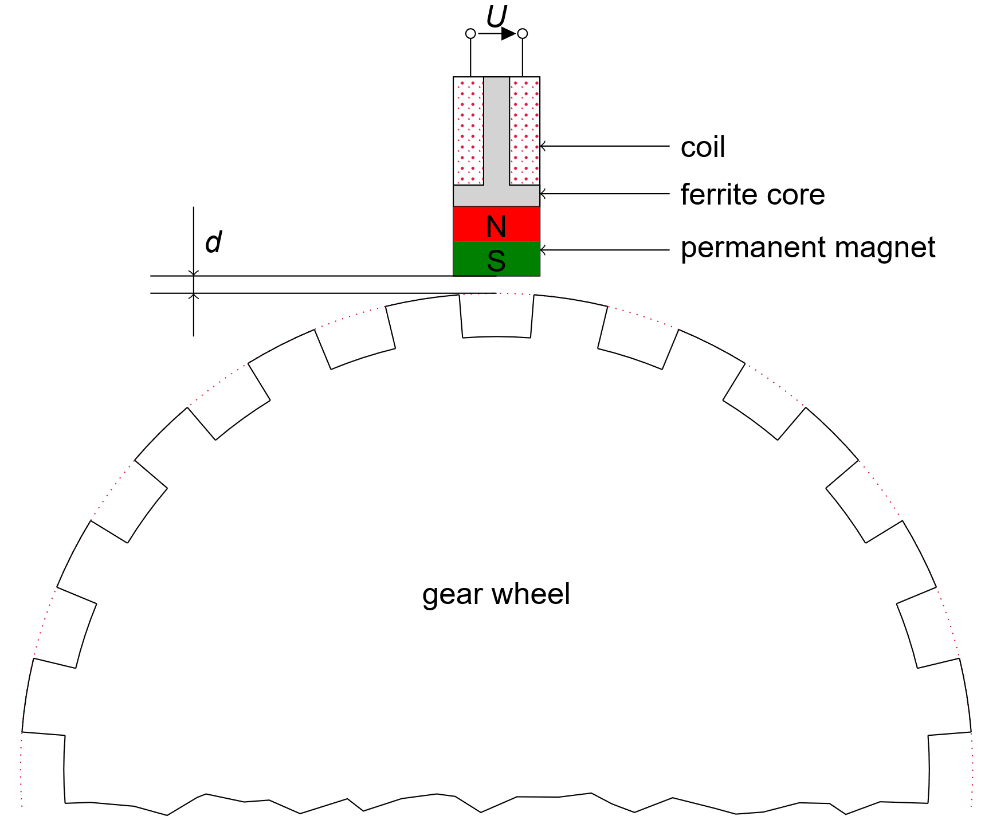 U
coil
ferrite core
N
d
permanent magnet
S
gear wheel